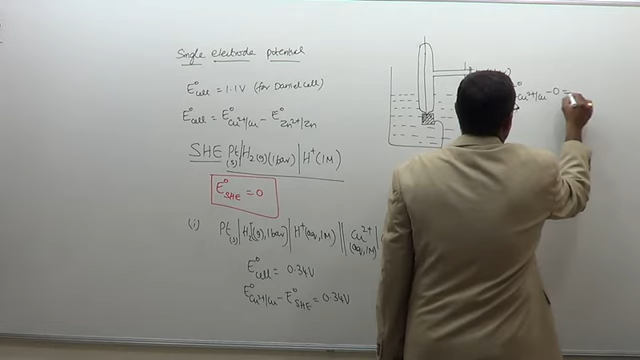 Single electrode potential
E°cell = 1.1V (for Daniel cell)
E°cell = E°Cu2+/Cu - E°Zn2+/Zn
SHE Pt(s)|H2(g)(1bar)|H+(1M)
E°SHE = 0
(i) Pt(s)|H2(g), 1bar)|H+(aq, 1M)||Cu2+(aq, 1M)|
E°cell = 0.34V
E°Cu2+/Cu - E°SHE = 0.34V
°Cu2+/Cu - 0 =